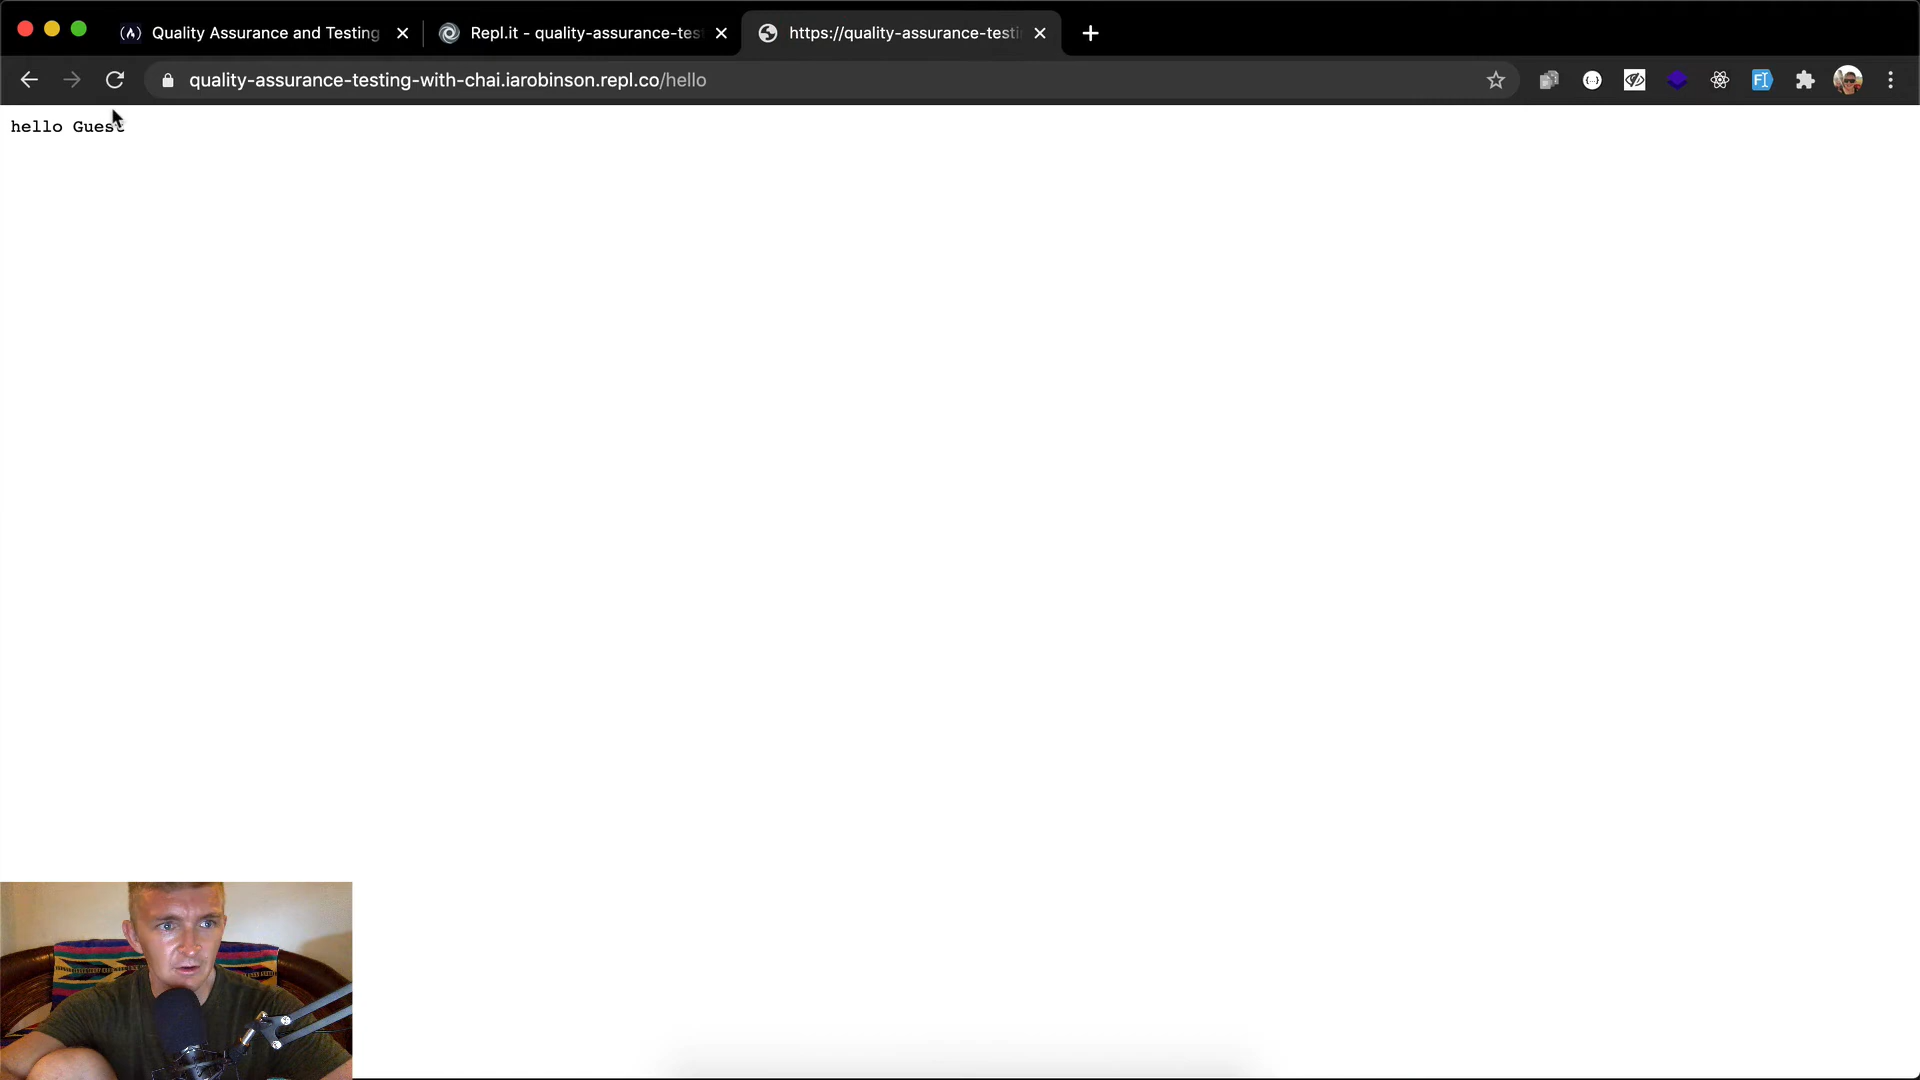 Quality Assurance and Testing
Repl.it - quality-assurance-tes
https://quality-assurance-testi
quality-assurance-testing-with-chai.iarobinson.repl.co/hello
hello Guest